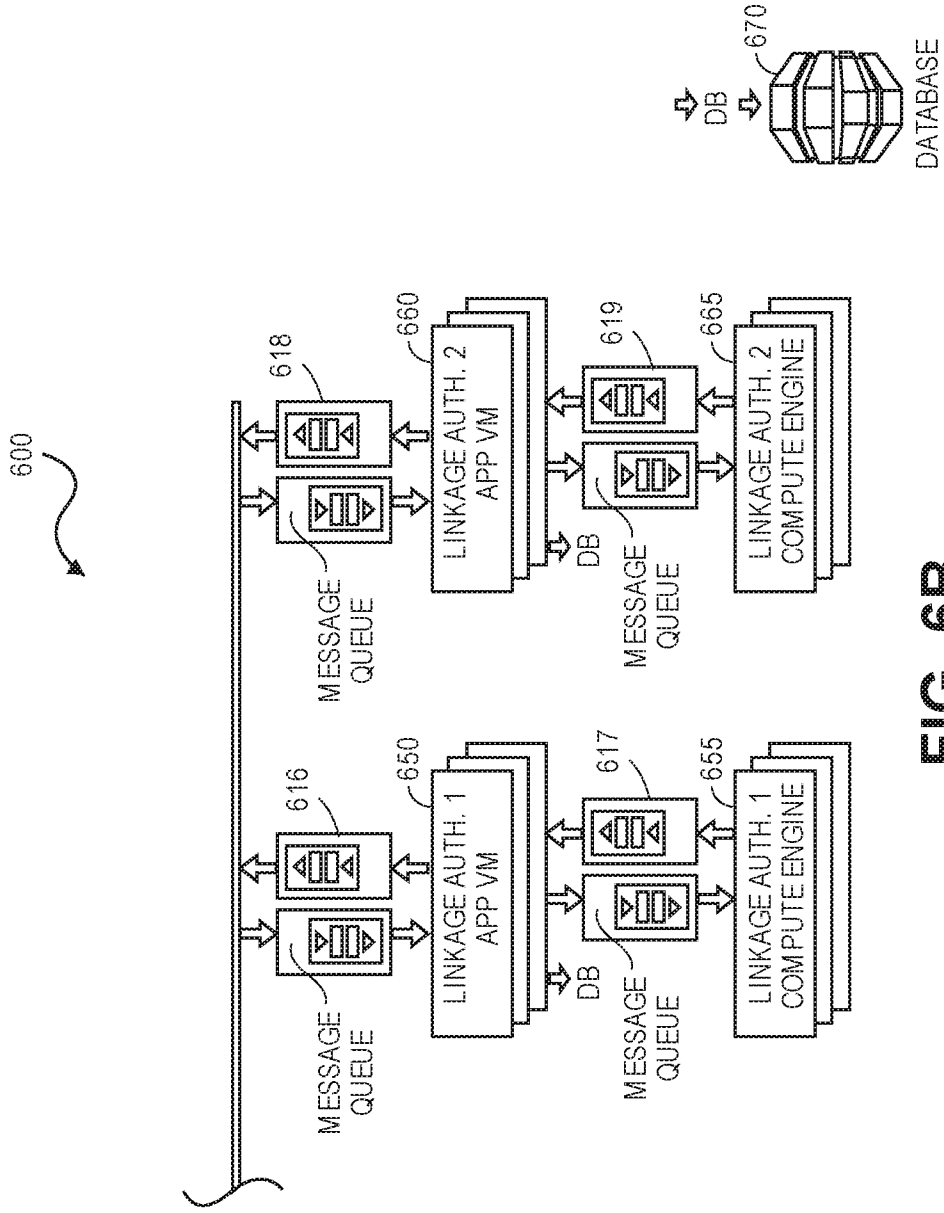 600
616
MESSAGE
QUEUE
618
MESSAGE
QUEUE
650
LINKAGE AUTH. 1
APP VM
660
LINKAGE AUTH. 2
APP VM
DB
DB
617
MESSAGE
QUEUE
619
MESSAGE
QUEUE
655
LINKAGE AUTH. 1
COMPUTE ENGINE
665
LINKAGE AUTH. 2
COMPUTE ENGINE
DB
670
DATABASE
FIG. 6B